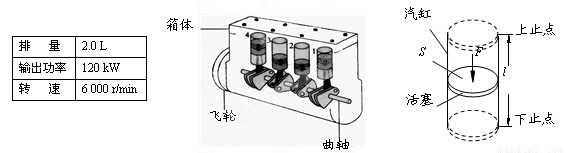 排 量 2.0 L
输出功率 120 kW
转 速 6 000 r/min
箱体
4 3 2 1
飞轮
曲轴
汽缸
上止点
S
F
l
活塞
下止点